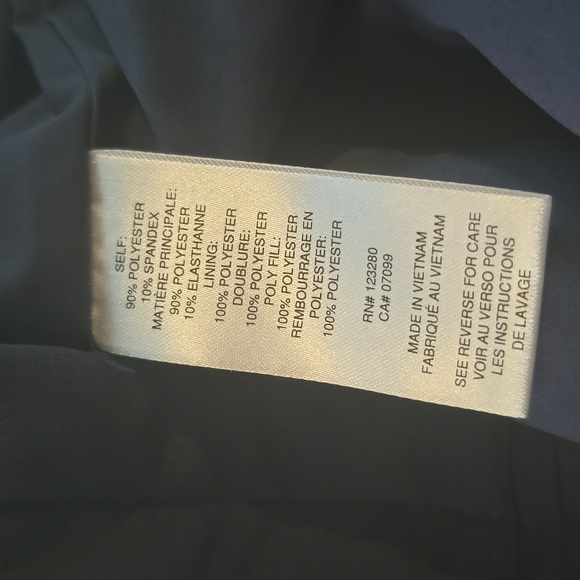 SELF:
90% POLYESTER
10% SPANDEX
MATIÈRE PRINCIPALE:
90% POLYESTER
10% ELASTHANNE
LINING:
100% POLYESTER
DOUBLURE:
100% POLYESTER
POLY FILL:
100% POLYESTER
REMBOURRAGE EN
POLYESTER:
100% POLYESTER
RN# 123280
CA# 07099
MADE IN VIETNAM
FABRIQUÉ AU VIETNAM
SEE REVERSE FOR CARE
VOIR AU VERSO POUR
LES INSTRUCTIONS
DE LAVAGE